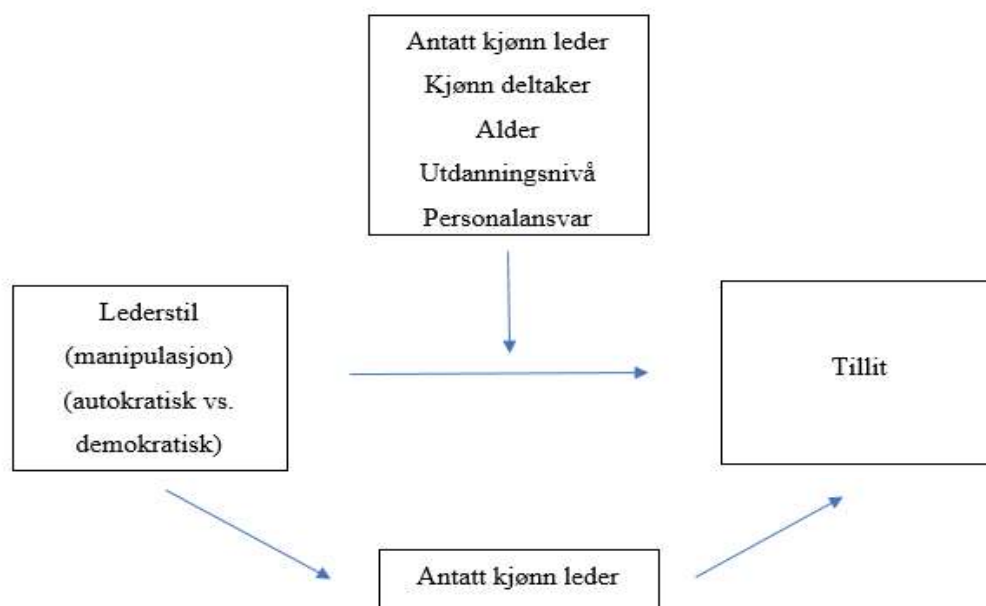 Antatt kjønn leder
Kjønn deltaker
Alder
Utdanningsnivå
Personalansvar
Lederstil
(manipulasjon)
(autokratisk vs.
demokratisk)
Tillit
Antatt kjønn leder